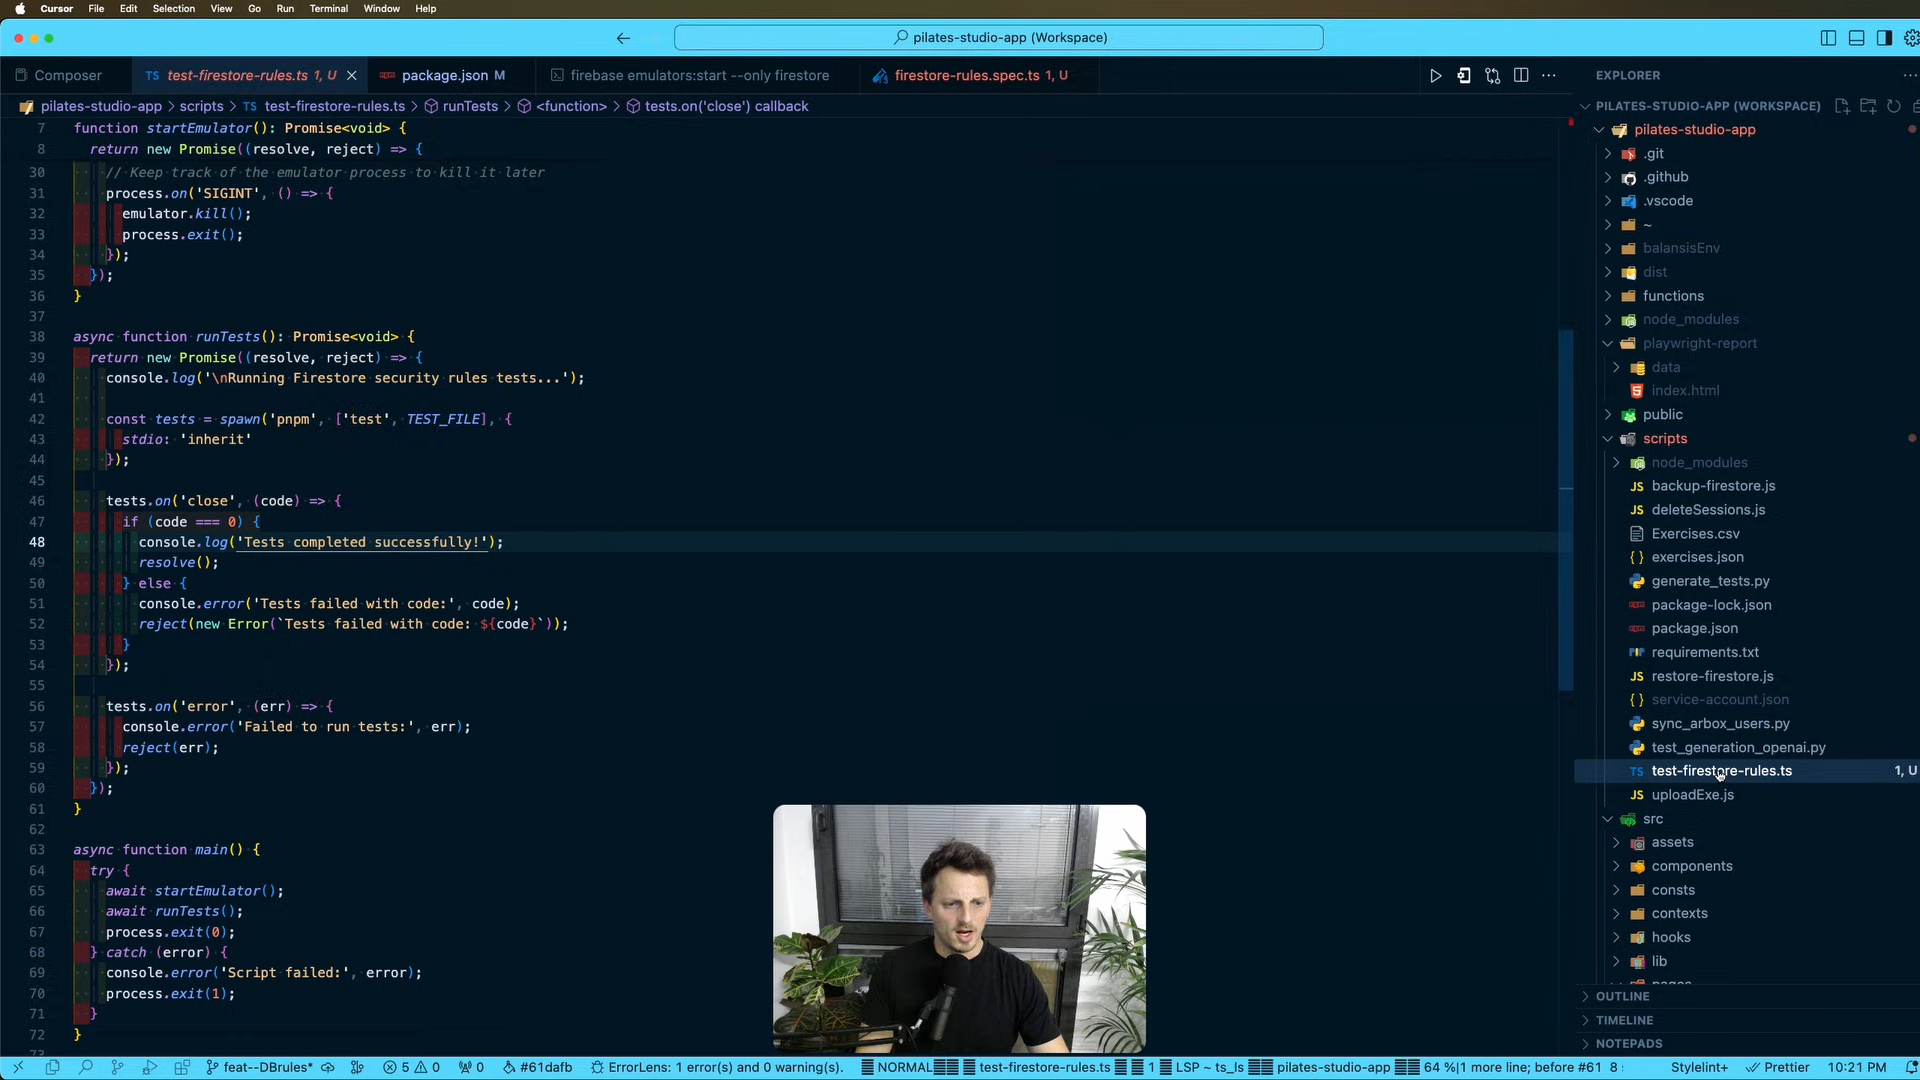 Cursor File Edit Selection View Go Run Terminal Window Help
pilates-studio-app (Workspace)
Composer
TS test-firestore-rules.ts 1, U
package.json M
firebase emulators:start --only firestore
firestore-rules.spec.ts 1, U
pilates-studio-app > scripts > TS test-firestore-rules.ts > runTests > <function> > tests.on('close') callback
7 function startEmulator(): Promise<void> {
8 return new Promise((resolve, reject) => {
30 // Keep track of the emulator process to kill it later
31 process.on('SIGINT', () => {
32 emulator.kill();
33 process.exit();
34 });
35 });
36 }
37
38 async function runTests(): Promise<void> {
39 return new Promise((resolve, reject) => {
40 console.log('\nRunning Firestore security rules tests...');
41
42 const tests = spawn('pnpm', ['test', TEST_FILE], {
43 stdio: 'inherit'
44 });
45
46 tests.on('close', (code) => {
47 if (code === 0) {
48 console.log('Tests completed successfully!');
49 resolve();
50 } else {
51 console.error('Tests failed with code:', code);
52 reject(new Error(`Tests failed with code: ${code}`));
53 }
54 });
55
56 tests.on('error', (err) => {
57 console.error('Failed to run tests:', err);
58 reject(err);
59 });
60 });
61 }
62
63 async function main() {
64 try {
65 await startEmulator();
66 await runTests();
67 process.exit(0);
68 } catch (error) {
69 console.error('Script failed:', error);
70 process.exit(1);
71 }
72 }
EXPLORER
PILATES-STUDIO-APP (WORKSPACE)
pilates-studio-app
.git
.github
.vscode
~
balansisEnv
dist
functions
node_modules
playwright-report
data
index.html
public
scripts
node_modules
JS backup-firestore.js
JS deleteSessions.js
Exercises.csv
{ } exercises.json
generate_tests.py
package-lock.json
package.json
requirements.txt
JS restore-firestore.js
{ } service-account.json
sync_arbox_users.py
test_generation_openai.py
TS test-firestore-rules.ts 1, U
JS uploadExe.js
src
assets
components
consts
contexts
hooks
lib
OUTLINE
TIMELINE
NOTEPADS
feat--DBrules* 5 0 0 #61dafb ErrorLens: 1 error(s) and 0 warning(s). NORMAL test-firestore-rules.ts 1 LSP ~ ts_ls pilates-studio-app 64 %|1 more line; before #61 8 s Stylelint+ Prettier 10:21 PM